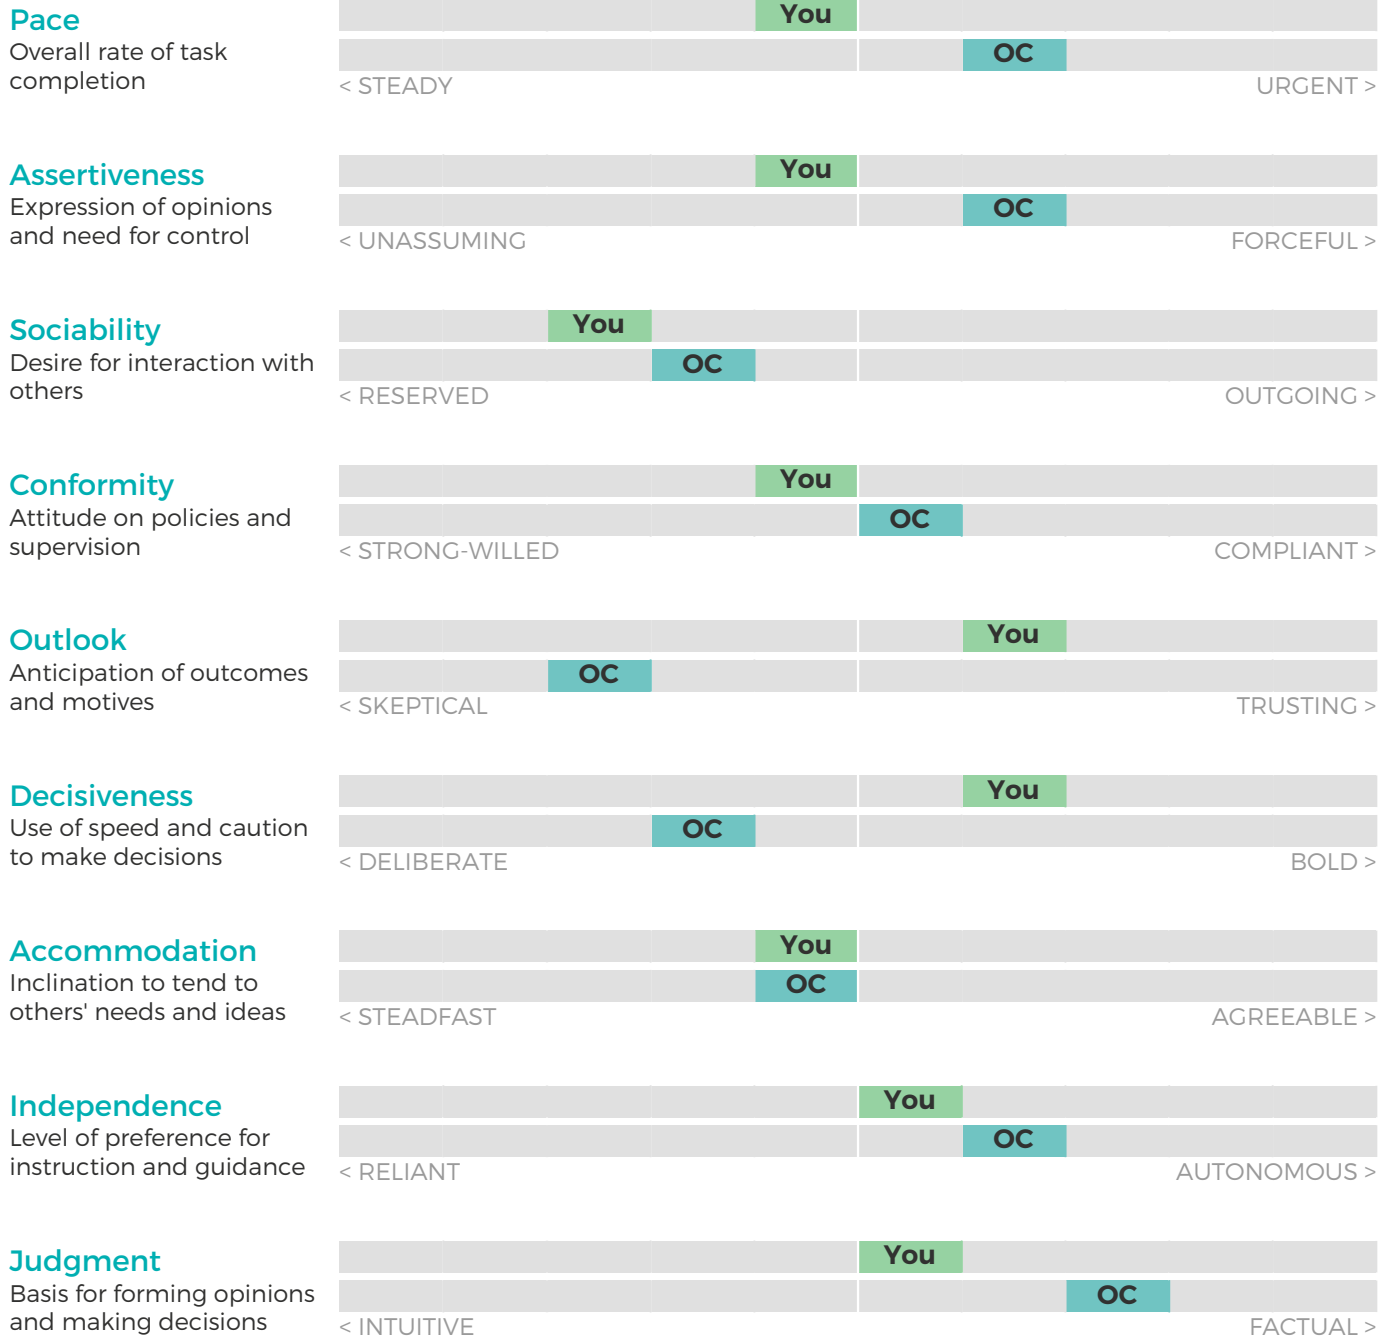 Pace
Overall rate of task
completion
You
OC
< STEADY
URGENT >
Assertiveness
Expression of opinions
and need for control
You
OC
< UNASSUMING
FORCEFUL >
Sociability
Desire for interaction with
others
You
OC
< RESERVED
OUTGOING >
Conformity
Attitude on policies and
supervision
You
OC
< STRONG-WILLED
COMPLIANT >
Outlook
Anticipation of outcomes
and motives
You
OC
< SKEPTICAL
TRUSTING >
Decisiveness
Use of speed and caution
to make decisions
You
OC
< DELIBERATE
BOLD >
Accommodation
Inclination to tend to
others' needs and ideas
You
OC
< STEADFAST
AGREEABLE >
Independence
Level of preference for
instruction and guidance
You
OC
< RELIANT
AUTONOMOUS >
Judgment
Basis for forming opinions
and making decisions
You
OC
< INTUITIVE
FACTUAL >